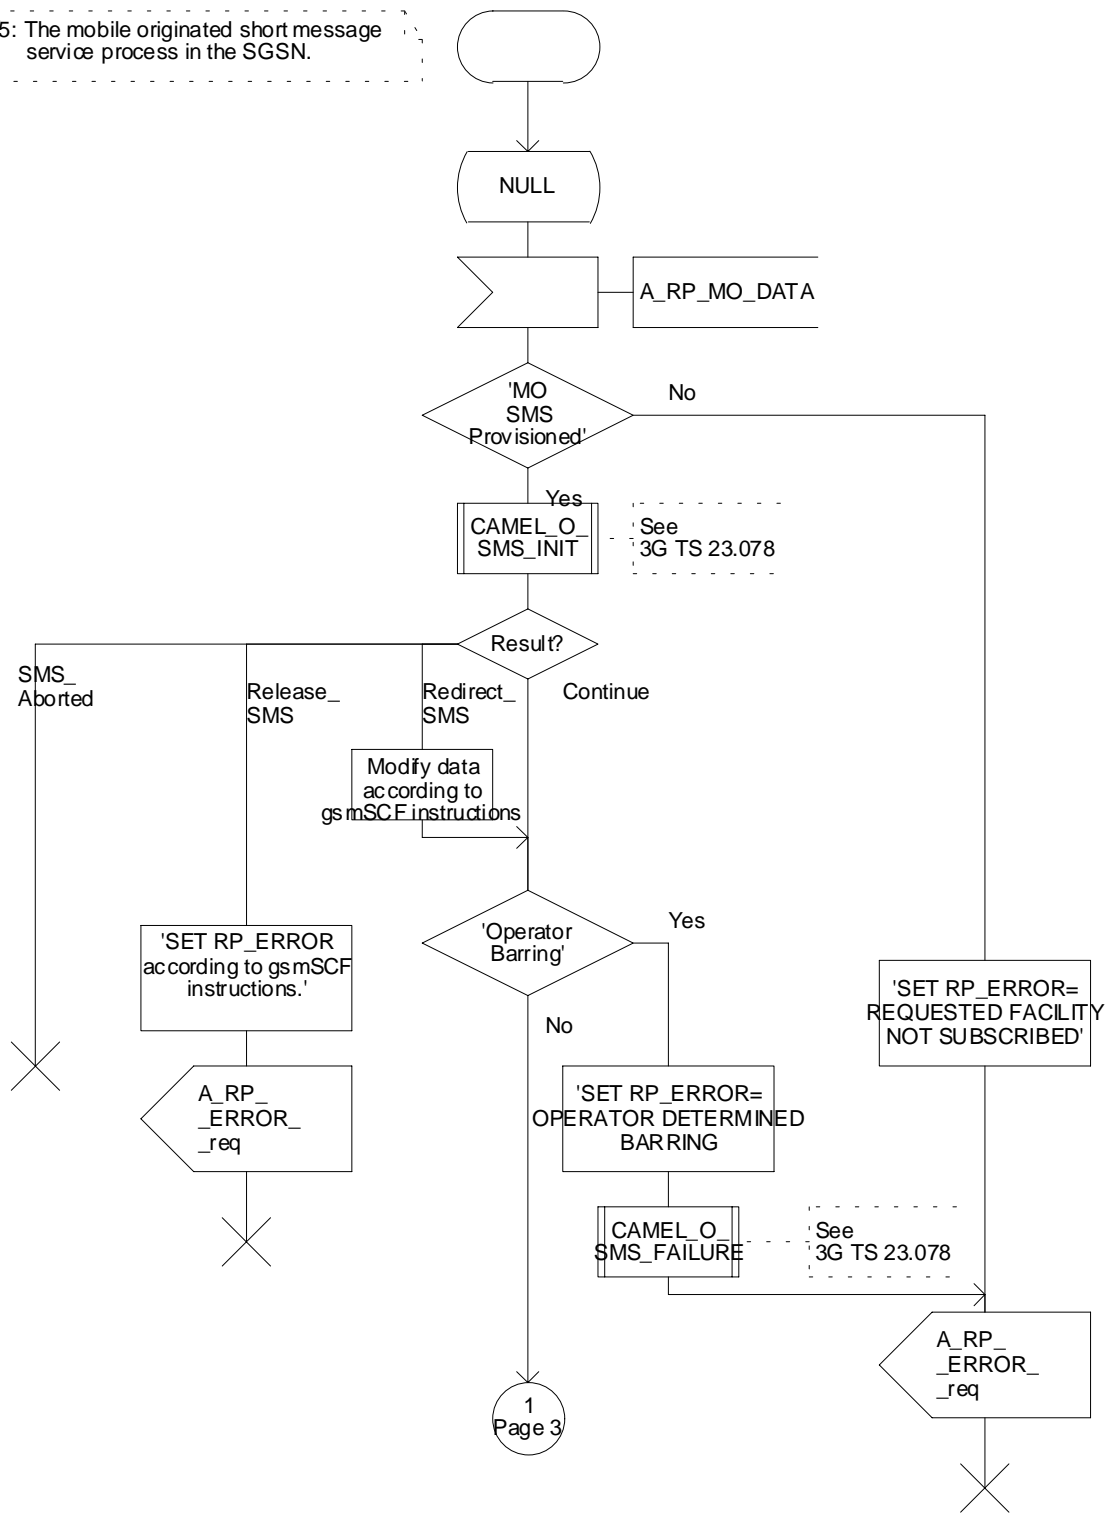 5: The mobile originated short message
service process in the SGSN.
NULL
A_RP_MO_DATA
'MO
SMS
Provisioned'
No
Yes
CAMEL_O_
SMS_INIT
See
3G TS 23.078
Result?
SMS_
Aborted
Release_
SMS
Redirect_
SMS
Continue
Modify data
according to
gsmSCF instructions
'Operator
Barring'
Yes
No
'SET RP_ERROR
according to gsmSCF
instructions.'
'SET RP_ERROR=
REQUESTED FACILITY
NOT SUBSCRIBED'
A_RP_
_ERROR_
_req
'SET RP_ERROR=
OPERATOR DETERMINED
BARRING
CAMEL_O_
SMS_FAILURE
See
3G TS 23.078
A_RP_
_ERROR_
_req
1
Page 3